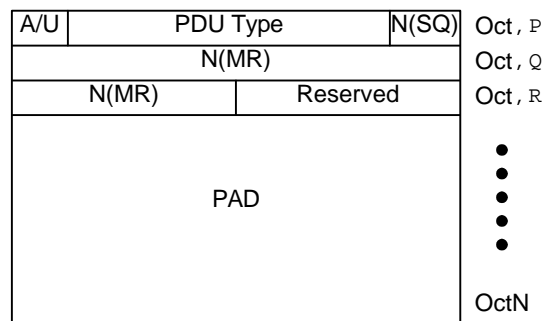 A/U PDU Type N(SQ) Oct, P
N(MR) Oct, Q
N(MR) Reserved Oct, R
PAD
OctN